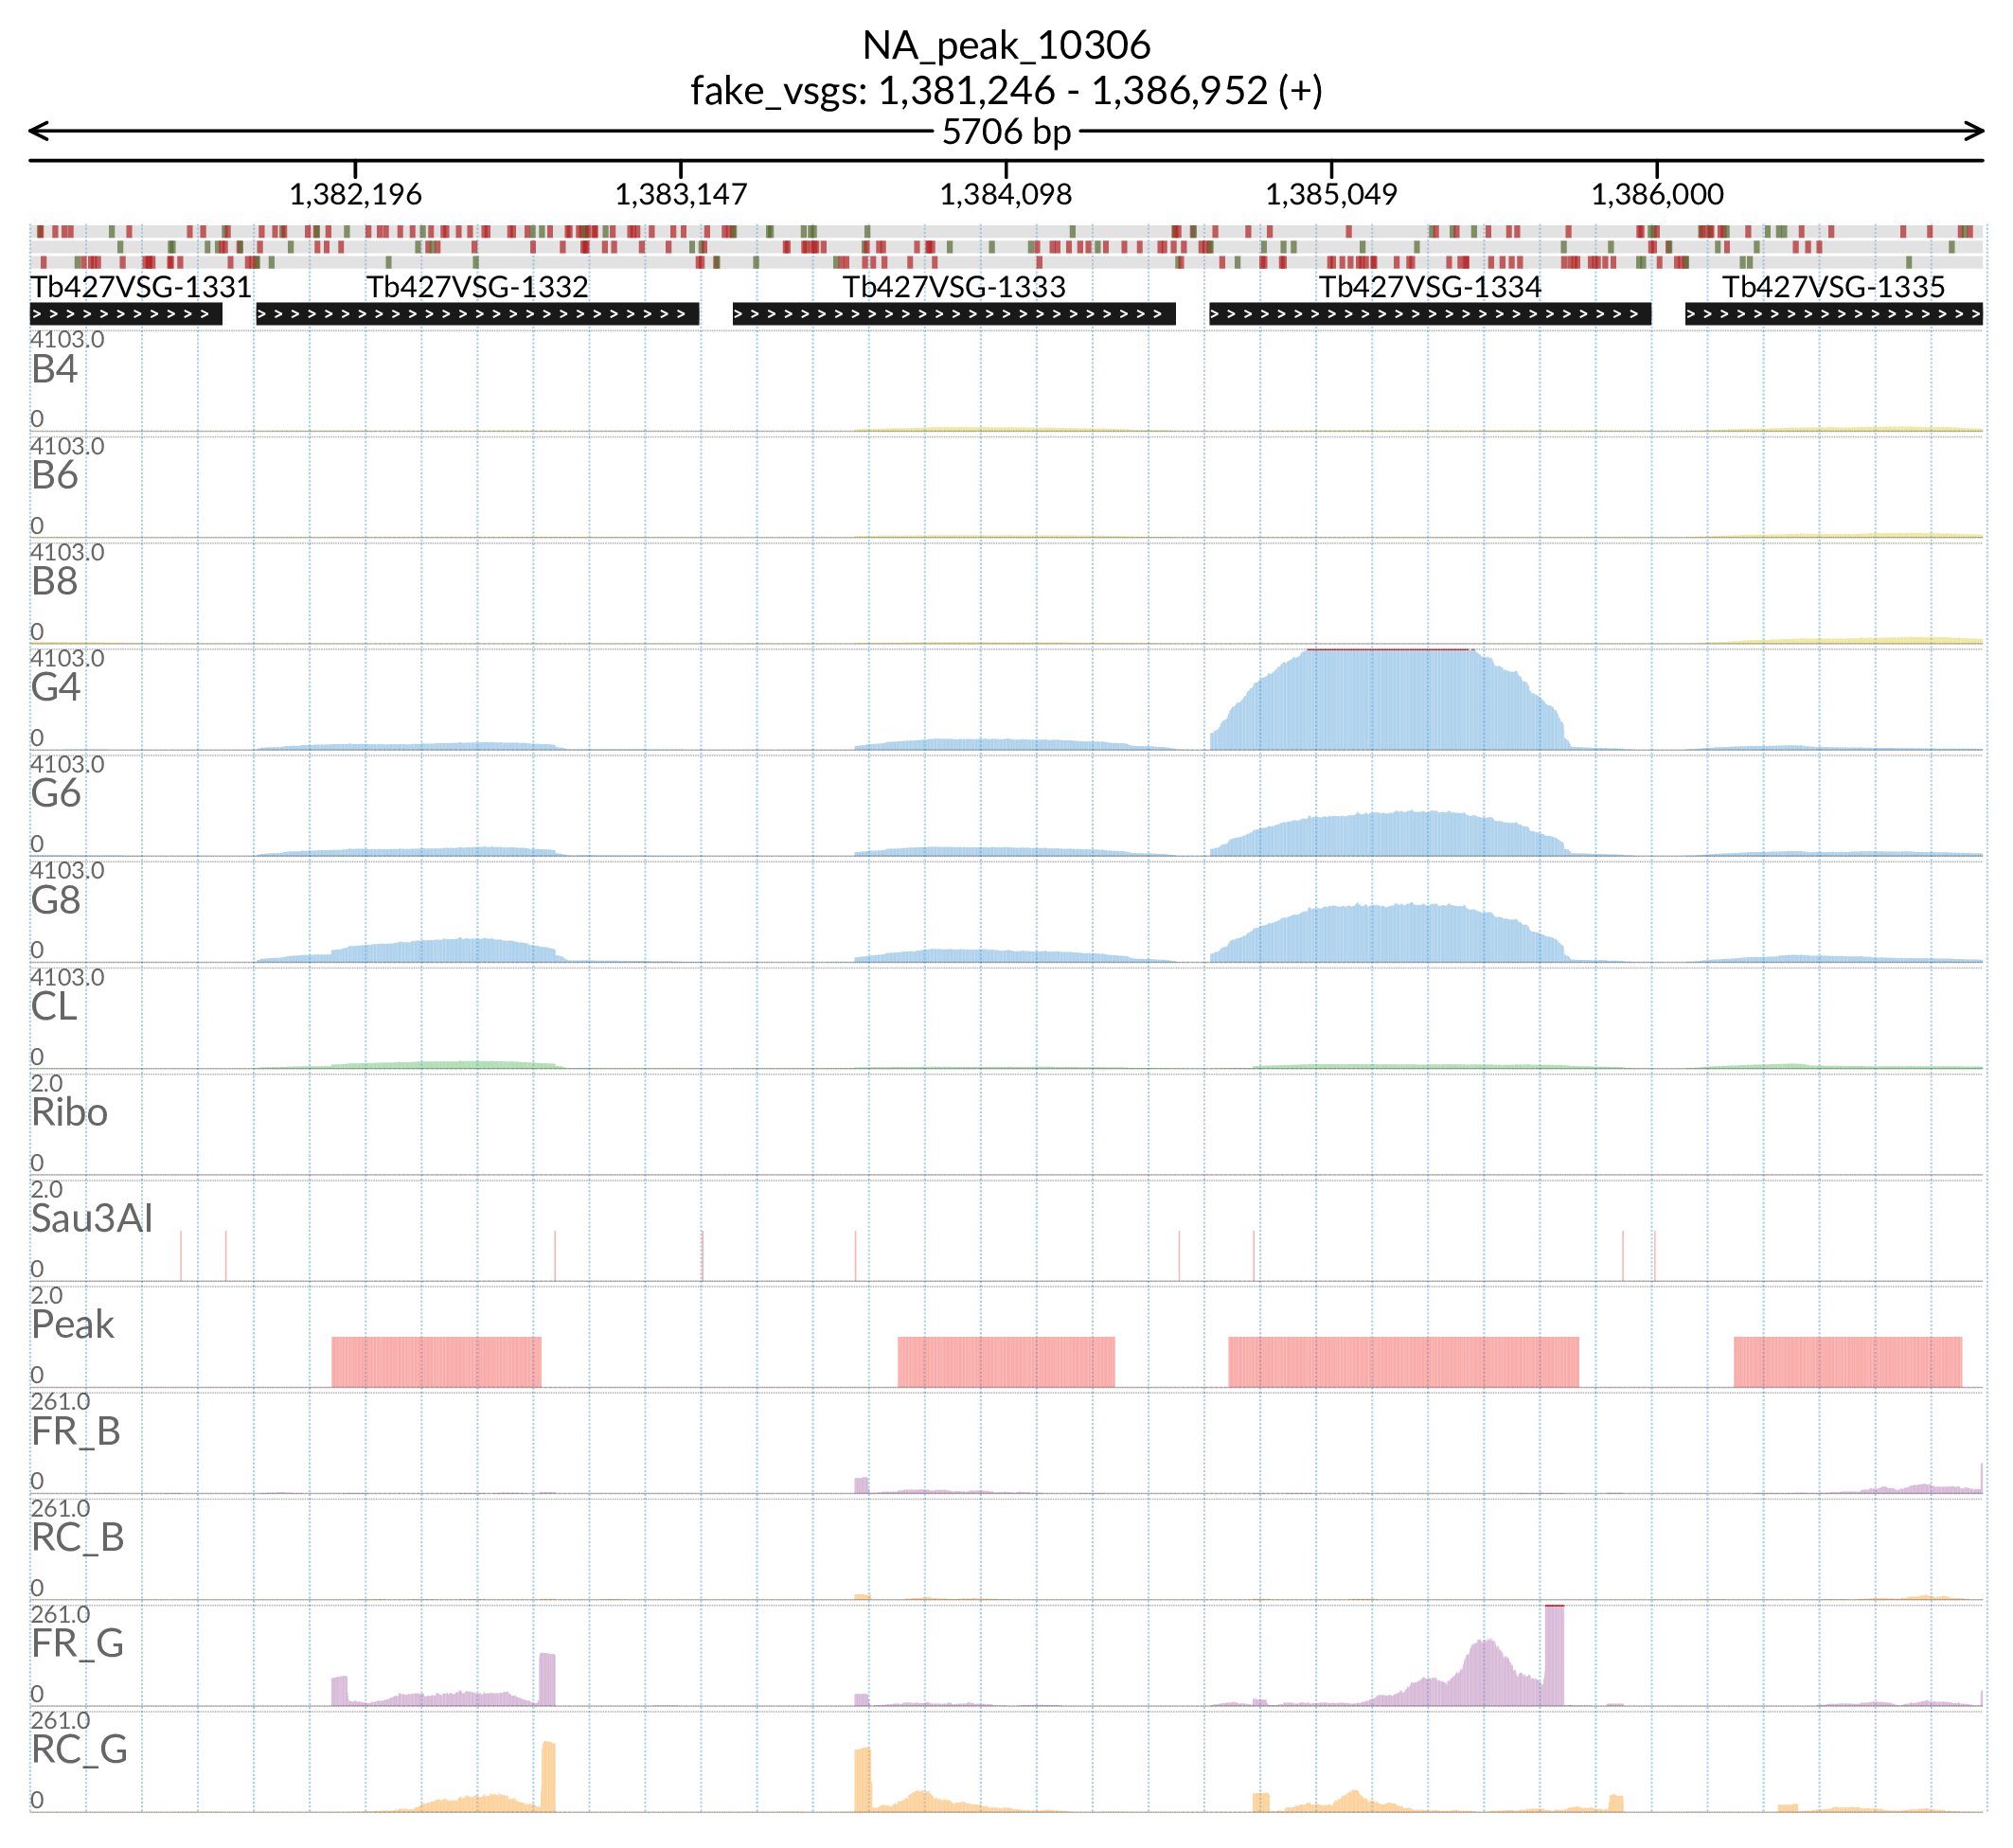 NA_peak_10306
fake_vsgs: 1,381,246 - 1,386,952 (+)
5706 bp
1,382,196 1,383,147 1,384,098 1,385,049 1,386,000
Tb427VSG-1331 Tb427VSG-1332 Tb427VSG-1333 Tb427VSG-1334 Tb427VSG-1335
4103.0
B4
0
4103.0
B6
0
4103.0
B8
0
4103.0
G4
0
4103.0
G6
0
4103.0
G8
0
4103.0
CL
0
2.0
Ribo
0
2.0
Sau3AI
0
2.0
Peak
0
261.0
FR_B
0
261.0
RC_B
0
261.0
FR_G
0
261.0
RC_G
0